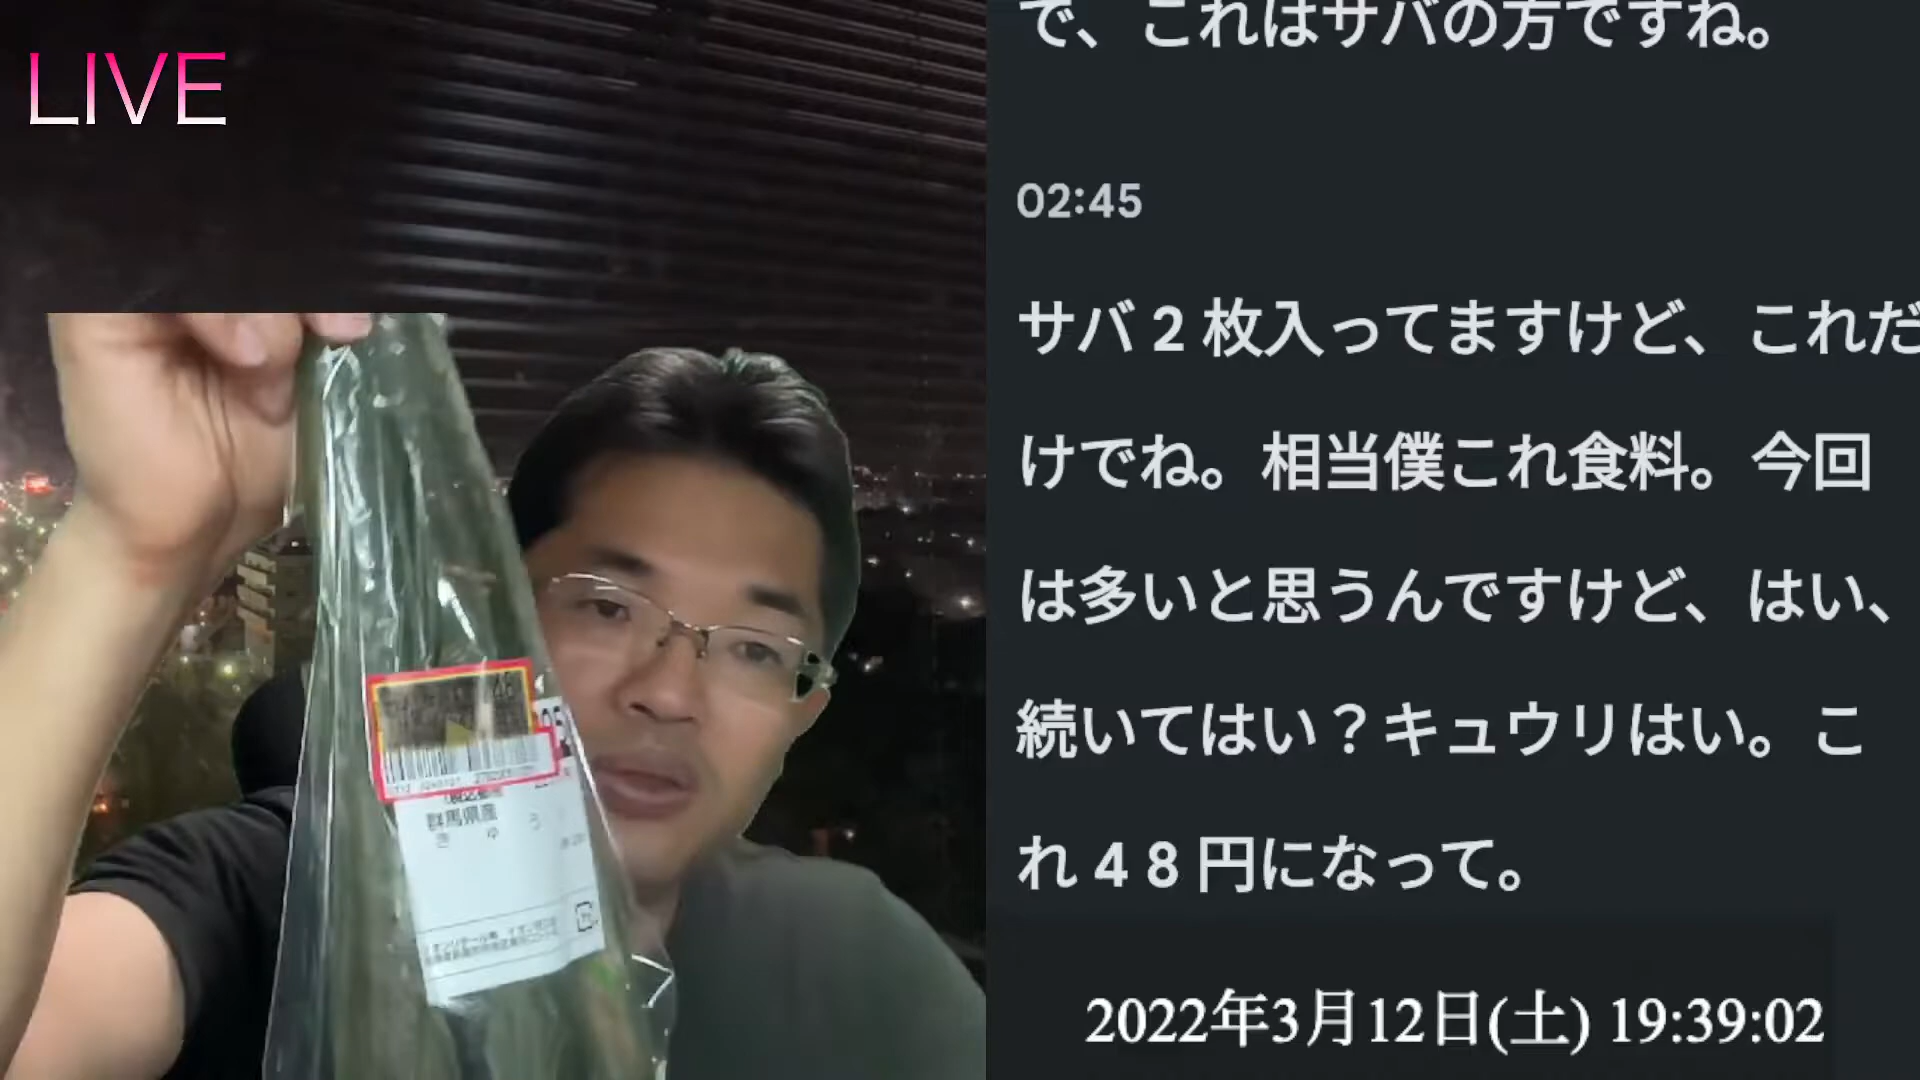 LIVE
で、これはサバの方ですね。
02:45
サバ2枚入ってますけど、これだ
けでね。相当僕これ食料。今回
は多いと思うんですけど、はい、
続いてはい？キュウリはい。こ
れ48円になって。
2022年3月12日(土) 19:39:02
群馬県産
きゅう